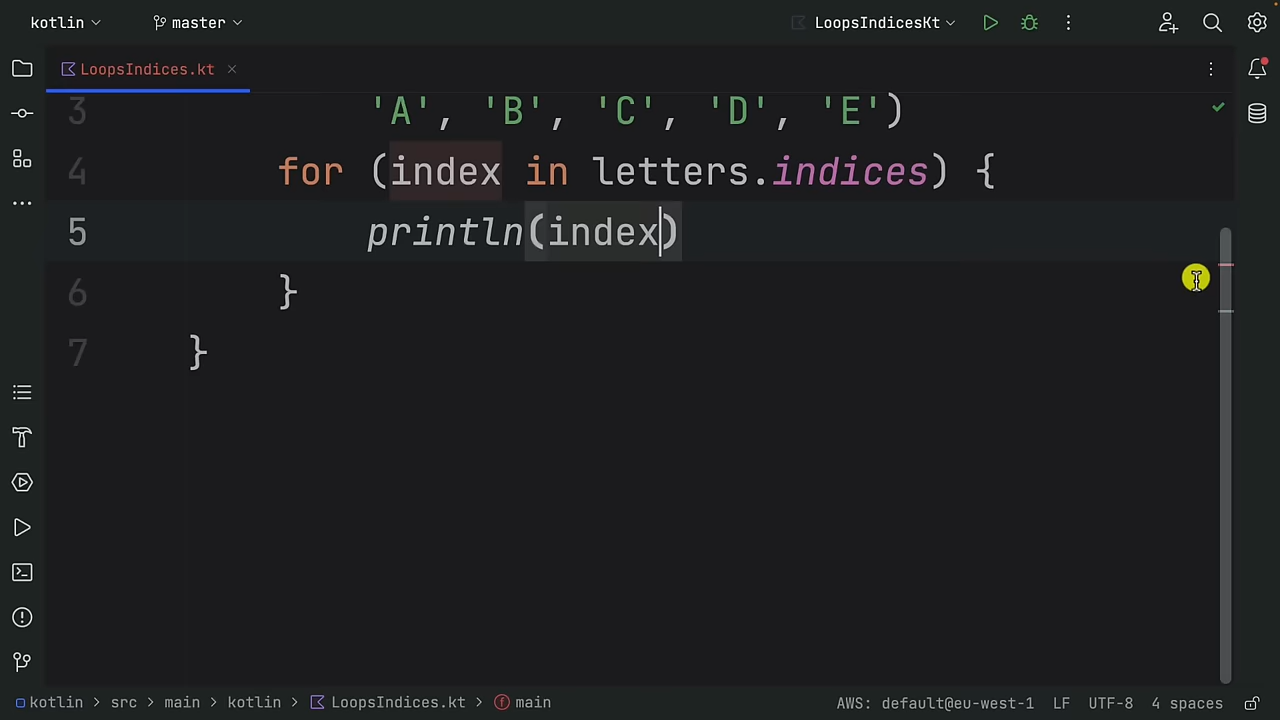 kotlin master LoopsIndicesKt
LoopsIndices.kt
3 'A', 'B', 'C', 'D', 'E')
4 for (index in letters.indices) {
5 println(index)
6 }
7 }
kotlin > src > main > kotlin > LoopsIndices.kt > main AWS: default@eu-west-1 LF UTF-8 4 spaces